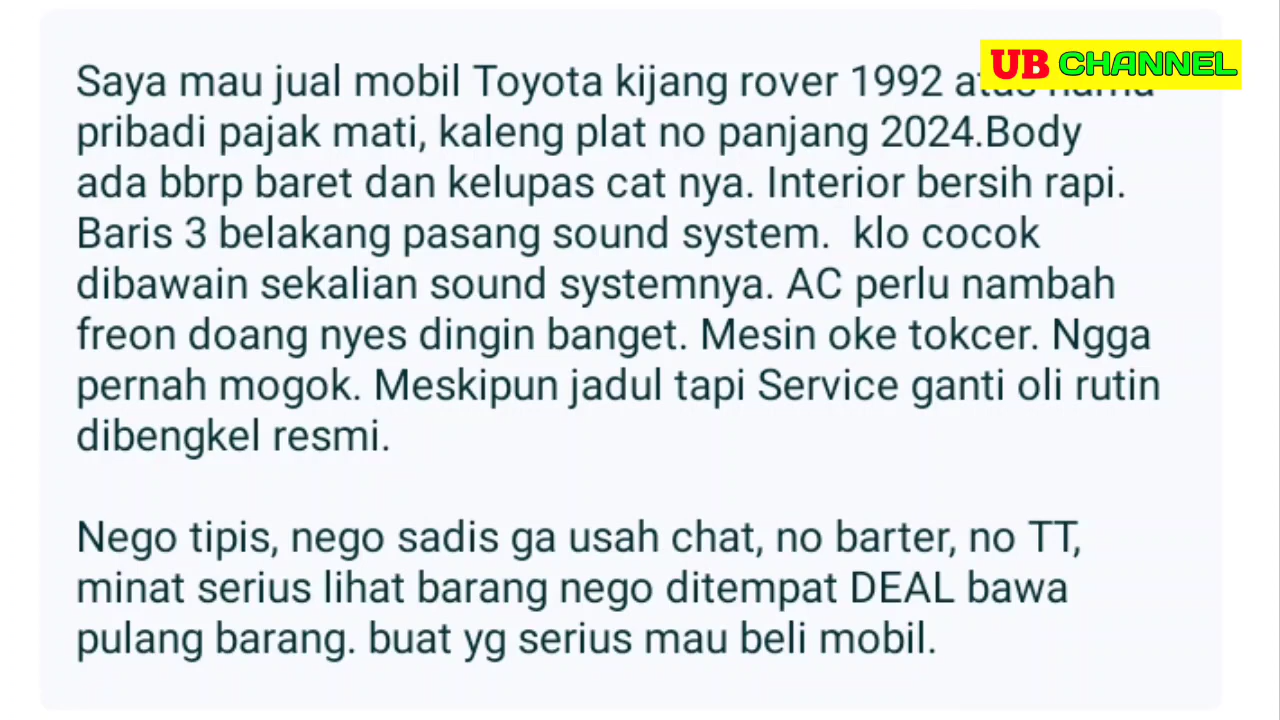 UB CHANNEL
Saya mau jual mobil Toyota kijang rover 1992
pribadi pajak mati, kaleng plat no panjang 2024.Body
ada bbrp baret dan kelupas cat nya. Interior bersih rapi.
Baris 3 belakang pasang sound system.  klo cocok
dibawain sekalian sound systemnya. AC perlu nambah
freon doang nyes dingin banget. Mesin oke tokcer. Ngga
pernah mogok. Meskipun jadul tapi Service ganti oli rutin
dibengkel resmi.
Nego tipis, nego sadis ga usah chat, no barter, no TT,
minat serius lihat barang nego ditempat DEAL bawa
pulang barang. buat yg serius mau beli mobil.